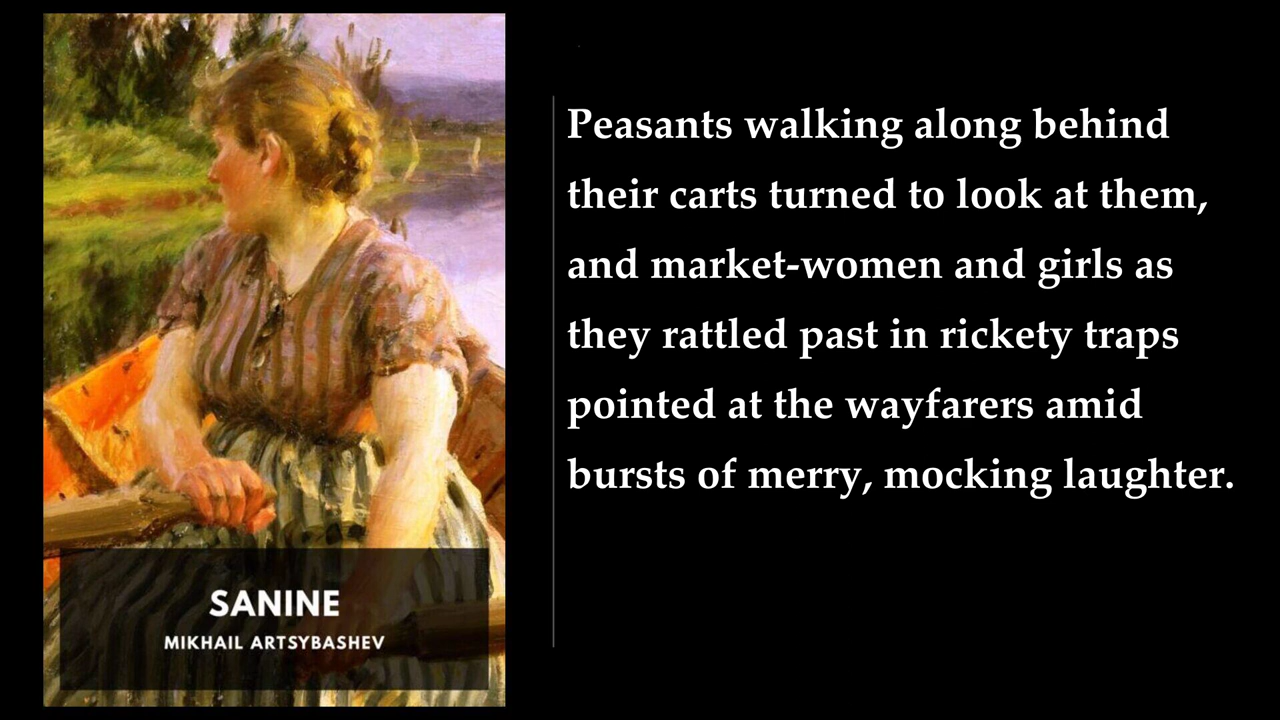 SANINE
MIKHAIL ARTSYBASHEV
Peasants walking along behind
their carts turned to look at them,
and market-women and girls as
they rattled past in rickety traps
pointed at the wayfarers amid
bursts of merry, mocking laughter.